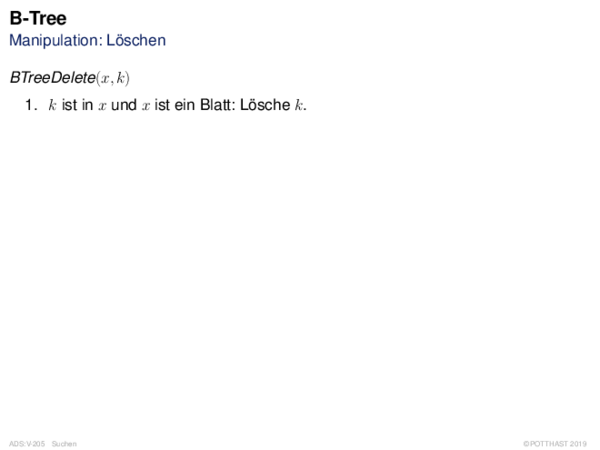 B-Tree
Manipulation: Löschen
BTreeDelete(x, k)
1. k ist in x und x ist ein Blatt: Lösche k.
ADS:V-205 Suchen
©POTTHAST 2019